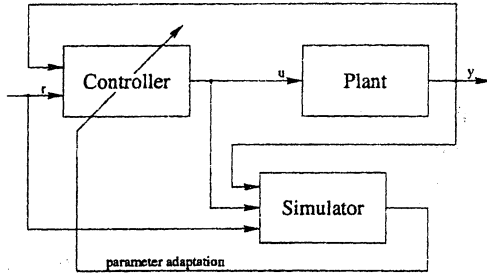 Controller
r
u
Plant
y
Simulator
parameter adaptation